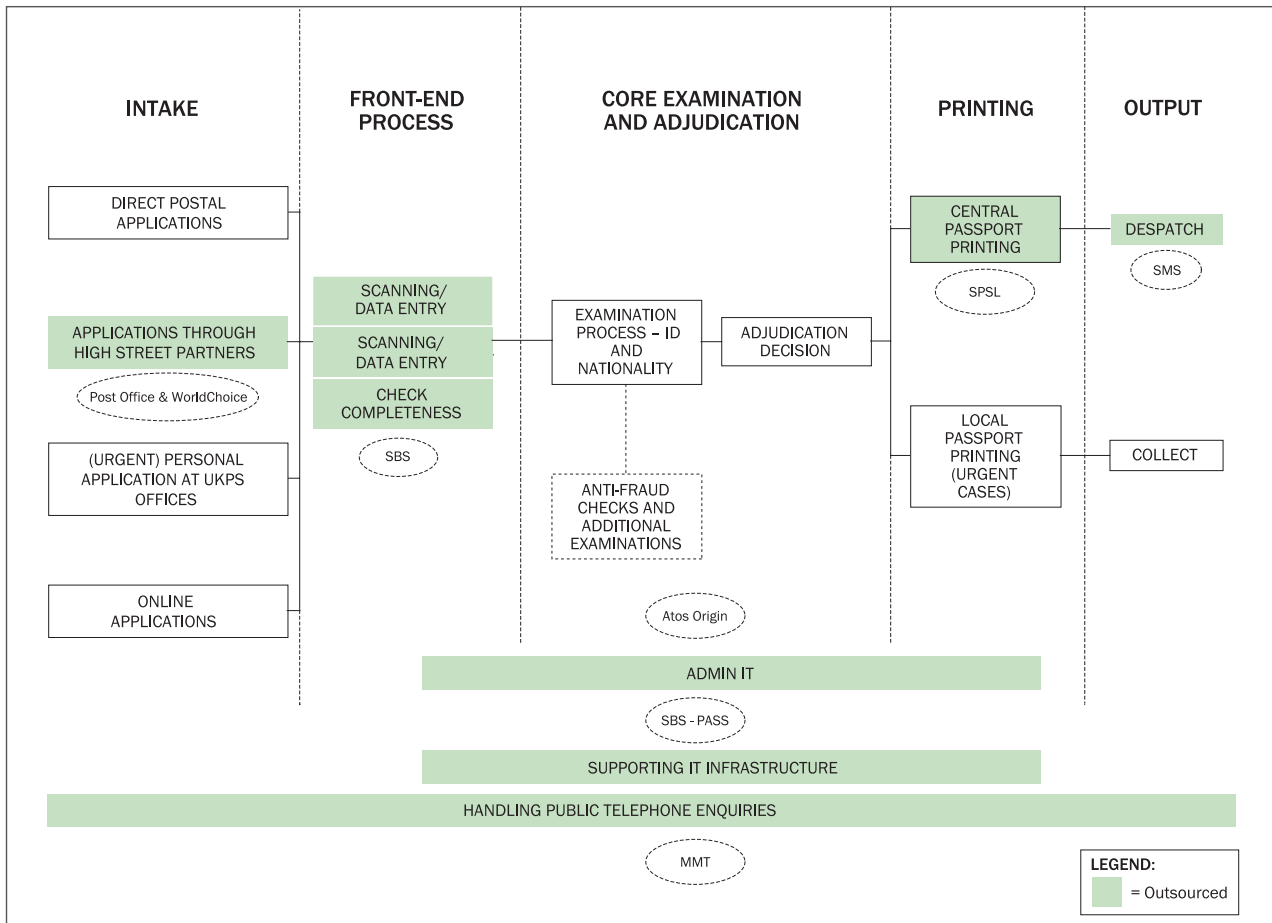 INTAKE
FRONT-END
PROCESS
CORE EXAMINATION
AND ADJUDICATION
PRINTING
OUTPUT
DIRECT POSTAL
APPLICATIONS
APPLICATIONS THROUGH
HIGH STREET PARTNERS
Post Office & WorldChoice
(URGENT) PERSONAL
APPLICATION AT UKPS
OFFICES
ONLINE
APPLICATIONS
SCANNING/
DATA ENTRY
SCANNING/
DATA ENTRY
CHECK
COMPLETENESS
SBS
EXAMINATION
PROCESS – ID
AND
NATIONALITY
ADJUDICATION
DECISION
ANTI-FRAUD
CHECKS AND
ADDITIONAL
EXAMINATIONS
CENTRAL
PASSPORT
PRINTING
SPSL
DESPATCH
SMS
LOCAL
PASSPORT
PRINTING
(URGENT
CASES)
COLLECT
Atos Origin
ADMIN IT
SBS - PASS
SUPPORTING IT INFRASTRUCTURE
HANDLING PUBLIC TELEPHONE ENQUIRIES
MMT
LEGEND:
= Outsourced